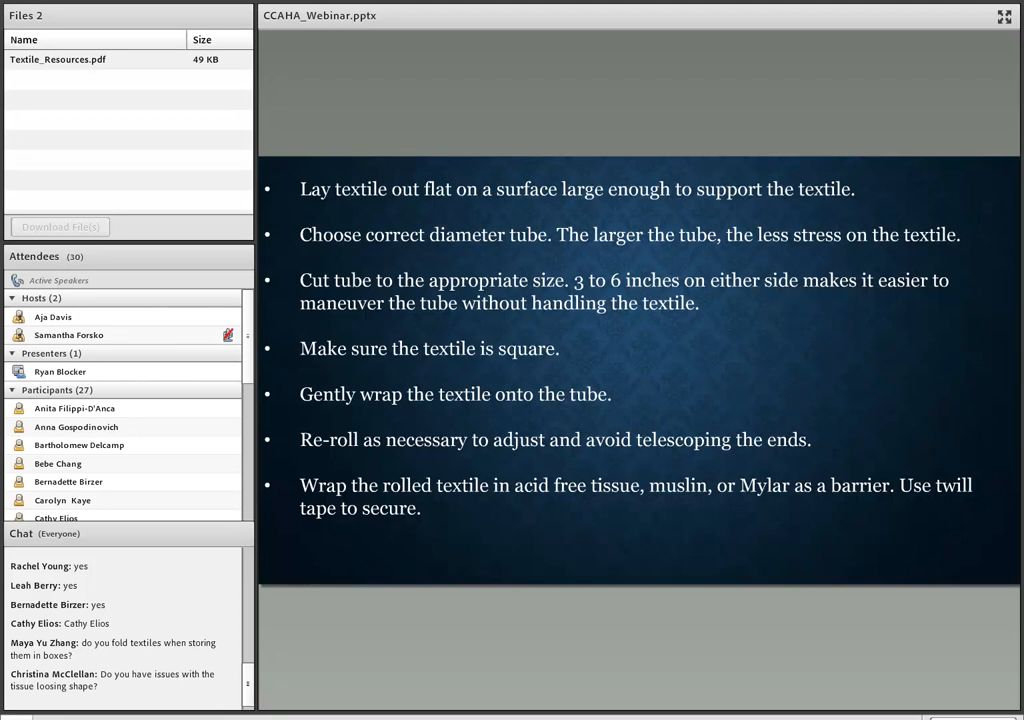 Files 2
Name Size
Textile_Resources.pdf 49 KB
Download File(s)
Attendees (30)
Active Speakers
Hosts (2)
Aja Davis
Samantha Forsko
Presenters (1)
Ryan Blocker
Participants (27)
Anita Filippi-D'Anca
Anna Gospodinovich
Bartholomew Delcamp
Bebe Chang
Bernadette Birzer
Carolyn Kaye
Cathy Elios
Chat (Everyone)
Rachel Young: yes
Leah Berry: yes
Bernadette Birzer: yes
Cathy Elios: Cathy Elios
Maya Yu Zhang: do you fold textiles when storing
them in boxes?
Christina McClellan: Do you have issues with the
tissue loosing shape?
CCAHA_Webinar.pptx
• Lay textile out flat on a surface large enough to support the textile.
• Choose correct diameter tube. The larger the tube, the less stress on the textile.
• Cut tube to the appropriate size. 3 to 6 inches on either side makes it easier to
maneuver the tube without handling the textile.
• Make sure the textile is square.
• Gently wrap the textile onto the tube.
• Re-roll as necessary to adjust and avoid telescoping the ends.
• Wrap the rolled textile in acid free tissue, muslin, or Mylar as a barrier. Use twill
tape to secure.